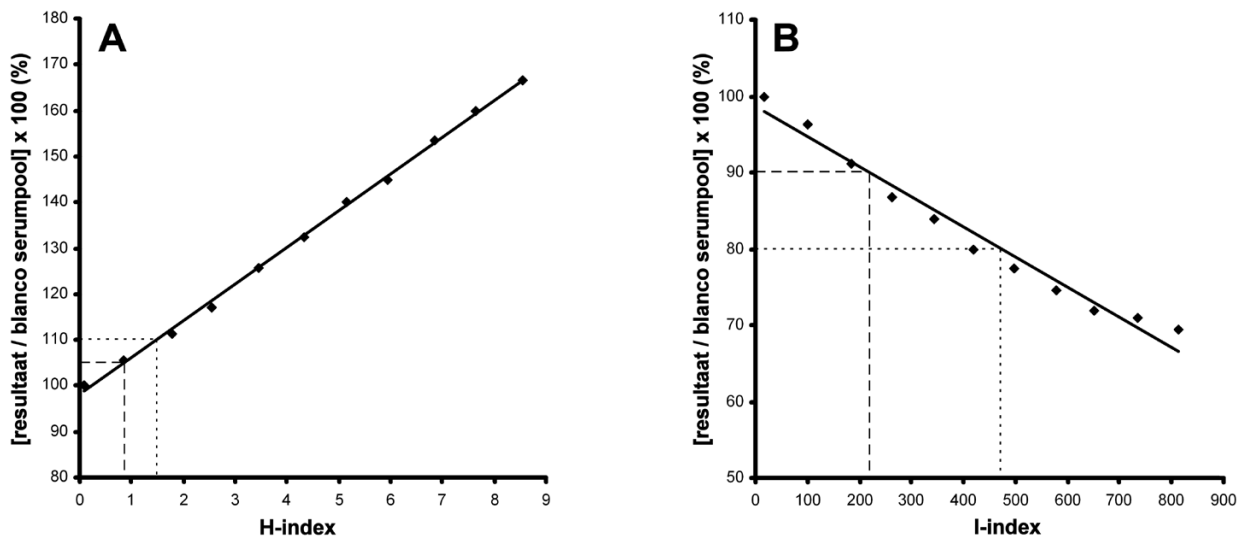 A
[resultaat / blanco serumpool] x 100 (%)
180
170
160
150
140
130
120
110
100
90
80
0 1 2 3 4 5 6 7 8 9
H-index
B
[resultaat / blanco serumpool] x 100 (%)
110
100
90
80
70
60
50
0 100 200 300 400 500 600 700 800 900
I-index